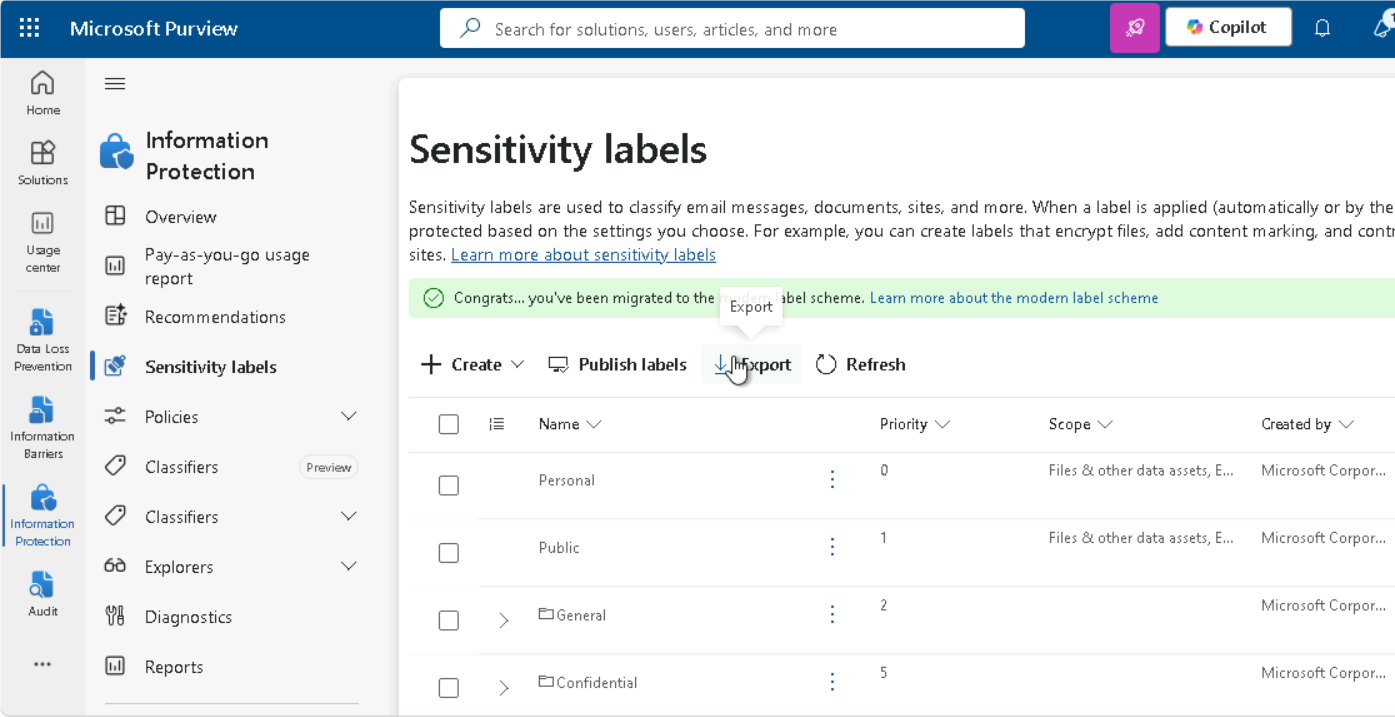 Microsoft Purview
Search for solutions, users, articles, and more
Copilot
Home
Solutions
Usage
center
Data Loss
Prevention
Information
Barriers
Information
Protection
Audit
Information
Protection
Overview
Pay-as-you-go usage
report
Recommendations
Sensitivity labels
Policies
Classifiers
Preview
Classifiers
Explorers
Diagnostics
Reports
Sensitivity labels
Sensitivity labels are used to classify email messages, documents, sites, and more. When a label is applied (automatically or by the
protected based on the settings you choose. For example, you can create labels that encrypt files, add content marking, and contr
sites. Learn more about sensitivity labels
Congrats... you've been migrated to the modern label scheme. Learn more about the modern label scheme
Export
Create
Publish labels
Export
Refresh
Name Priority Scope Created by
Personal 0 Files & other data assets, E... Microsoft Corpor...
Public 1 Files & other data assets, E... Microsoft Corpor...
General 2 Microsoft Corpor...
Confidential 5 Microsoft Corpor...